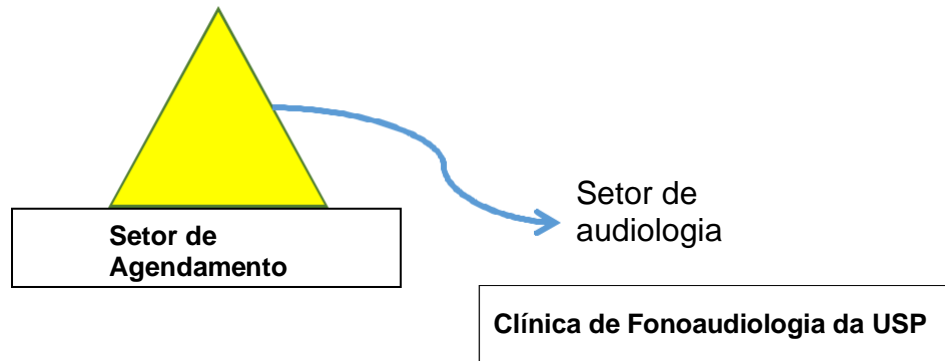 Setor de
audiologia
Setor de
Agendamento
Clínica de Fonoaudiologia da USP